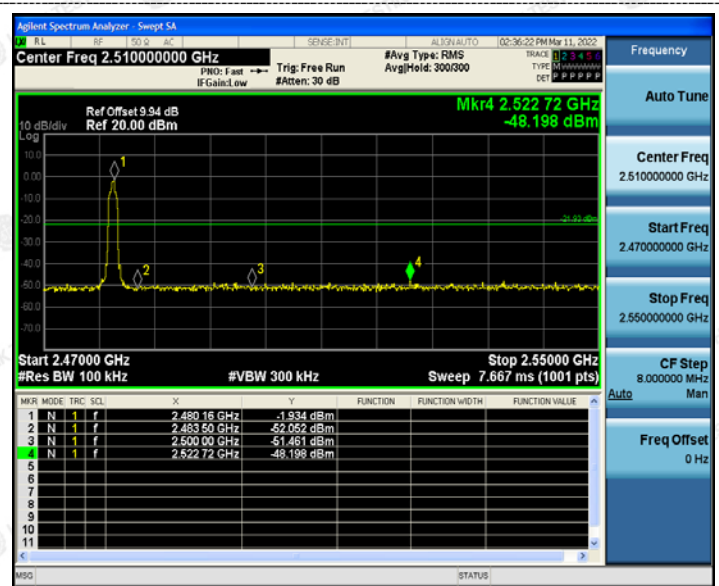 Agilent Spectrum Analyzer - Swept SA
RL RF 50 Ω AC SENSE:INT ALIGN AUTO 02:36:22 PM Mar 11, 2022
Center Freq 2.510000000 GHz
PNO: Fast
IFGain:Low
Trig: Free Run
#Atten: 30 dB
#Avg Type: RMS
Avg|Hold: 300/300
TRACE 1 2 3 4 5 6
TYPE M
DET P P P P P P
Ref Offset 9.94 dB
Ref 20.00 dBm
10 dB/div
Log
Mkr4 2.522 72 GHz
-48.198 dBm
10.0
0.00
-10.0
-20.0
-30.0
-40.0
-50.0
-60.0
-70.0
1
2
3
4
-21.93 dBm
Start 2.47000 GHz
Stop 2.55000 GHz
#Res BW 100 kHz
#VBW 300 kHz
Sweep 7.667 ms (1001 pts)
MKR MODE TRC SCL X Y FUNCTION FUNCTION WIDTH FUNCTION VALUE
1 N 1 f 2.480 16 GHz -1.934 dBm
2 N 1 f 2.483 50 GHz -52.052 dBm
3 N 1 f 2.500 00 GHz -51.461 dBm
4 N 1 f 2.522 72 GHz -48.198 dBm
5
6
7
8
9
10
11
MSG
STATUS
Frequency
Auto Tune
Center Freq
2.510000000 GHz
Start Freq
2.470000000 GHz
Stop Freq
2.550000000 GHz
CF Step
8.000000 MHz
Auto Man
Freq Offset
0 Hz